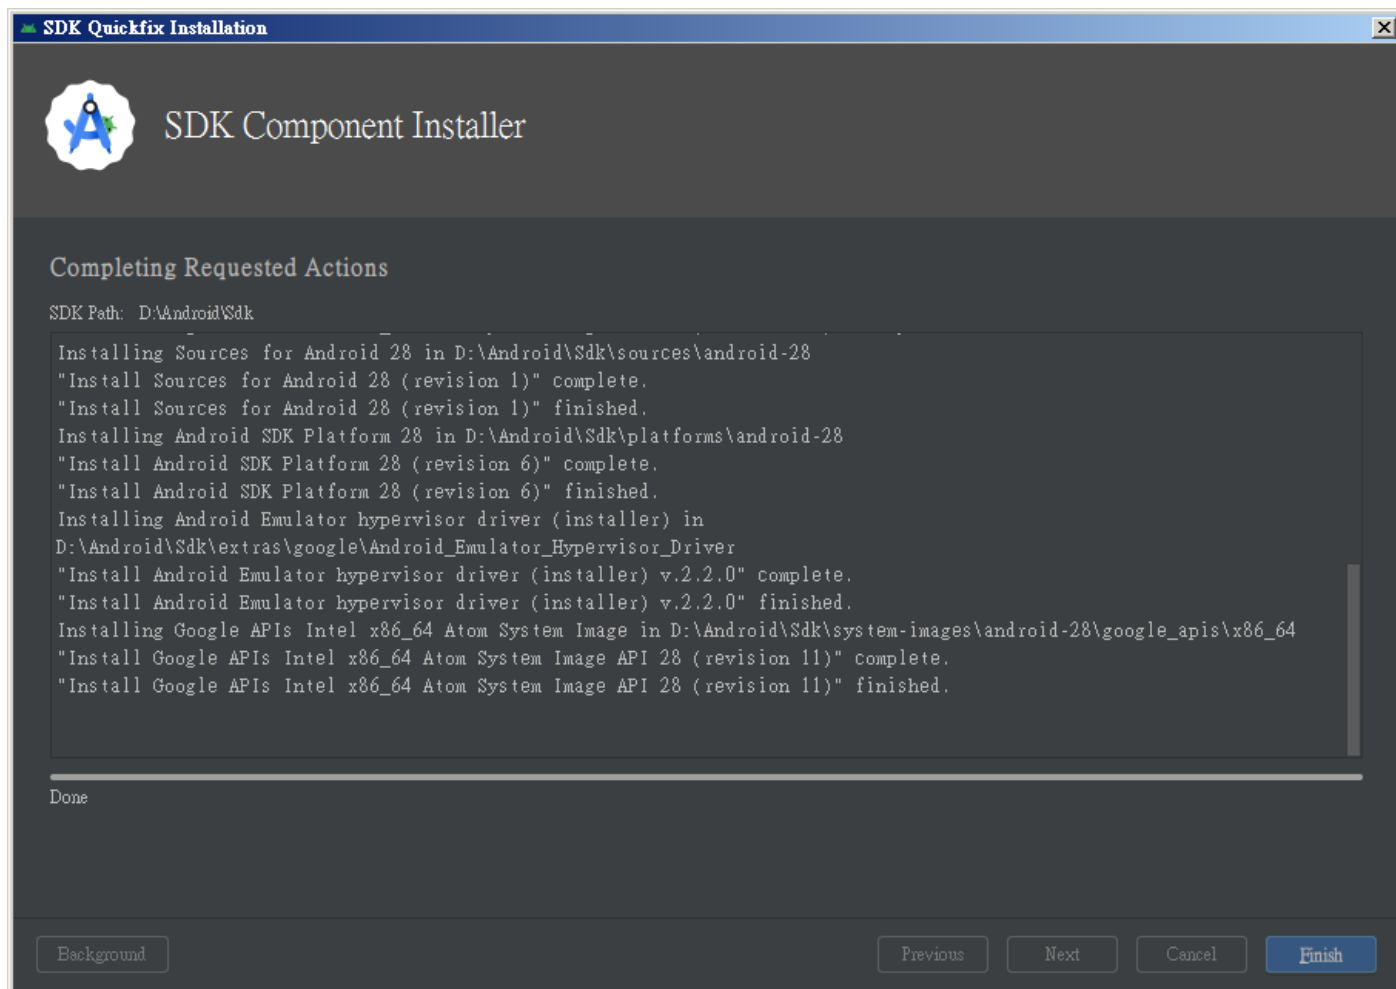 SDK Quickfix Installation
SDK Component Installer
Completing Requested Actions
SDK Path: D:\Android\Sdk
Installing Sources for Android 28 in D:\Android\Sdk\sources\android-28
"Install Sources for Android 28 (revision 1)" complete.
"Install Sources for Android 28 (revision 1)" finished.
Installing Android SDK Platform 28 in D:\Android\Sdk\platforms\android-28
"Install Android SDK Platform 28 (revision 6)" complete.
"Install Android SDK Platform 28 (revision 6)" finished.
Installing Android Emulator hypervisor driver (installer) in
D:\Android\Sdk\extras\google\Android_Emulator_Hypervisor_Driver
"Install Android Emulator hypervisor driver (installer) v.2.2.0" complete.
"Install Android Emulator hypervisor driver (installer) v.2.2.0" finished.
Installing Google APIs Intel x86_64 Atom System Image in D:\Android\Sdk\system-images\android-28\google_apis\x86_64
"Install Google APIs Intel x86_64 Atom System Image API 28 (revision 11)" complete.
"Install Google APIs Intel x86_64 Atom System Image API 28 (revision 11)" finished.
Done
Background Previous Next Cancel Finish